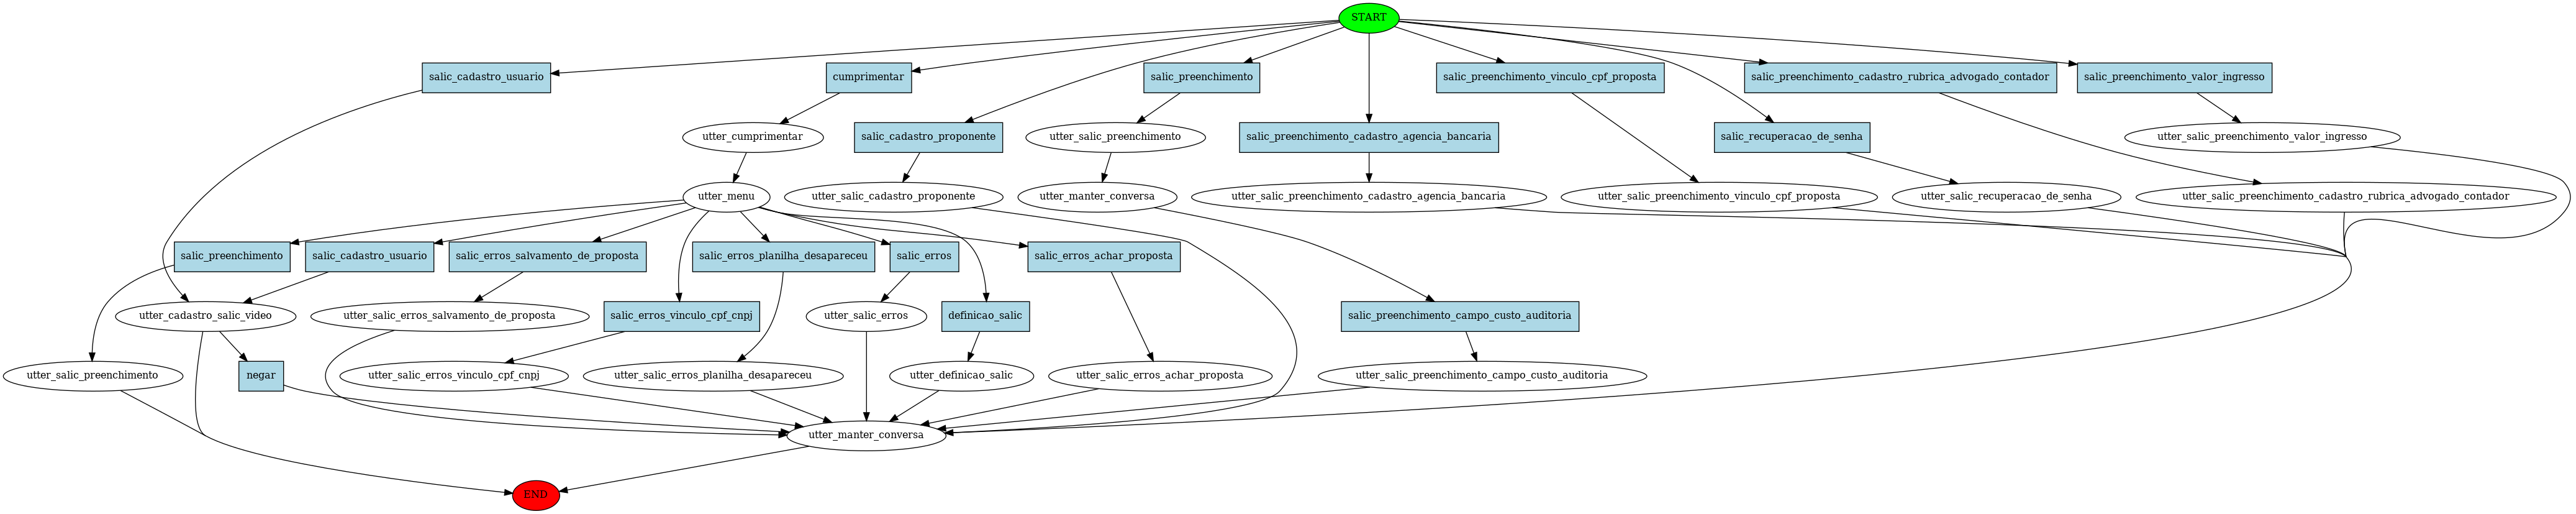 START
salic_cadastro_usuario
cumprimentar
salic_preenchimento
salic_preenchimento_vinculo_cpf_proposta
salic_preenchimento_cadastro_rubrica_advogado_contador
salic_preenchimento_valor_ingresso
utter_cumprimentar
salic_cadastro_proponente
utter_salic_preenchimento
salic_preenchimento_cadastro_agencia_bancaria
salic_recuperacao_de_senha
utter_salic_preenchimento_valor_ingresso
utter_menu
utter_salic_cadastro_proponente
utter_manter_conversa
utter_salic_preenchimento_cadastro_agencia_bancaria
utter_salic_preenchimento_vinculo_cpf_proposta
utter_salic_recuperacao_de_senha
utter_salic_preenchimento_cadastro_rubrica_advogado_contador
salic_preenchimento
salic_cadastro_usuario
salic_erros_salvamento_de_proposta
salic_erros_planilha_desapareceu
salic_erros
salic_erros_achar_proposta
utter_cadastro_salic_video
utter_salic_erros_salvamento_de_proposta
salic_erros_vinculo_cpf_cnpj
utter_salic_erros
definicao_salic
salic_preenchimento_campo_custo_auditoria
utter_salic_preenchimento
negar
utter_salic_erros_vinculo_cpf_cnpj
utter_salic_erros_planilha_desapareceu
utter_definicao_salic
utter_salic_erros_achar_proposta
utter_salic_preenchimento_campo_custo_auditoria
utter_manter_conversa
END